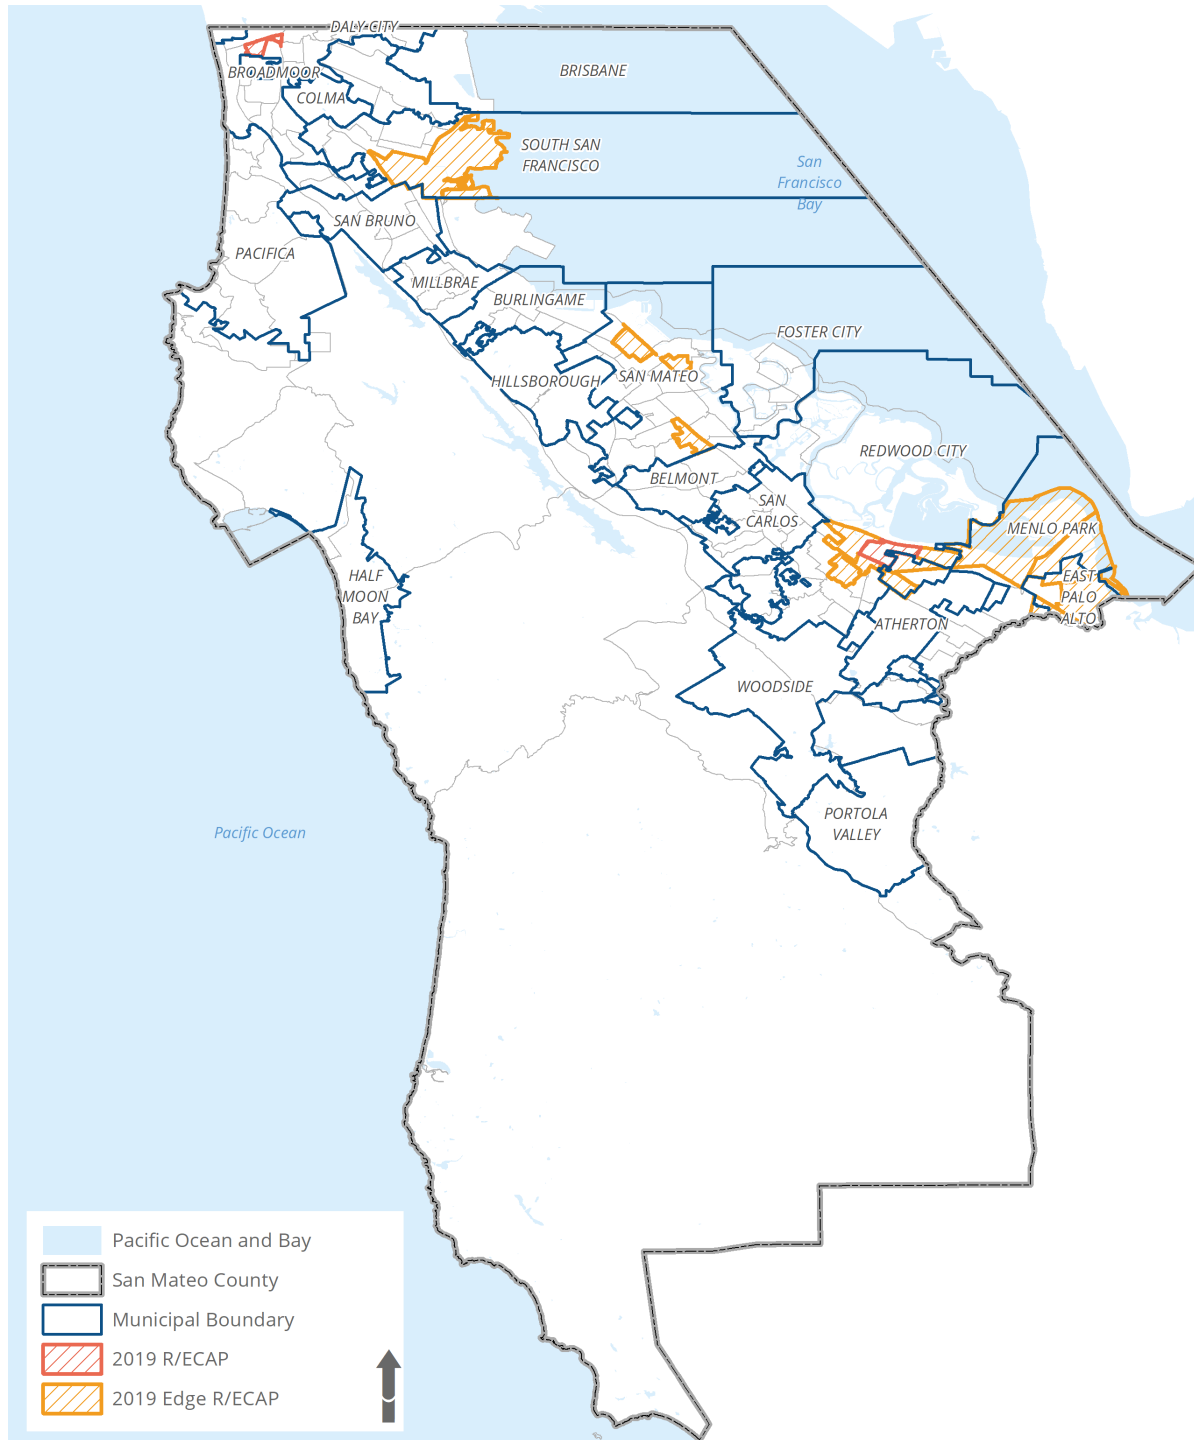 DALY CITY
BROADMOOR
BRISBANE
COLMA
SOUTH SAN
FRANCISCO
San
Francisco
Bay
SAN BRUNO
PACIFICA
MILLBRAE
BURLINGAME
FOSTER CITY
HILLSBOROUGH
SAN MATEO
REDWOOD CITY
BELMONT
SAN
CARLOS
MENLO PARK
HALF
MOON
BAY
EAST
PALO
ALTO
ATHERTON
WOODSIDE
PORTOLA
VALLEY
Pacific Ocean
Pacific Ocean and Bay
San Mateo County
Municipal Boundary
2019 R/ECAP
2019 Edge R/ECAP